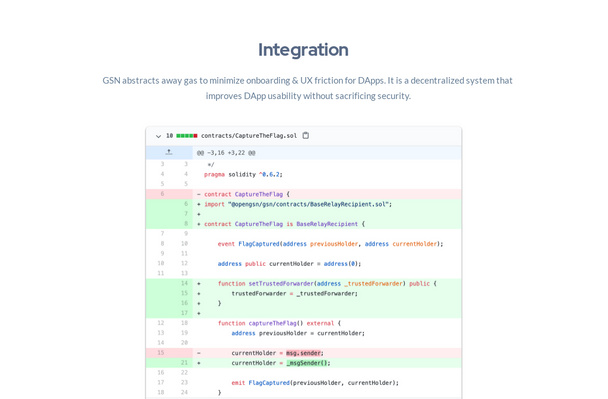 Integration
GSN abstracts away gas to minimize onboarding & UX friction for DApps. It is a decentralized system that
improves DApp usability without sacrificing security.
18 contracts/CaptureTheFlag.sol
@@ -3,16 +3,22 @@
3 3 */
4 4 pragma solidity ^0.6.2;
5 5
6 - contract CaptureTheFlag {
6 + import "@opengsn/gsn/contracts/BaseRelayRecipient.sol";
7 +
8 + contract CaptureTheFlag is BaseRelayRecipient {
7 9
8 10 event FlagCaptured(address previousHolder, address currentHolder);
9 11
10 12 address public currentHolder = address(0);
11 13
14 + function setTrustedForwarder(address _trustedForwarder) public {
15 + trustedForwarder = _trustedForwarder;
16 + }
17 +
12 18 function captureTheFlag() external {
13 19 address previousHolder = currentHolder;
14 20
15 - currentHolder = msg.sender;
21 + currentHolder = _msgSender();
16 22
17 23 emit FlagCaptured(previousHolder, currentHolder);
18 24 }